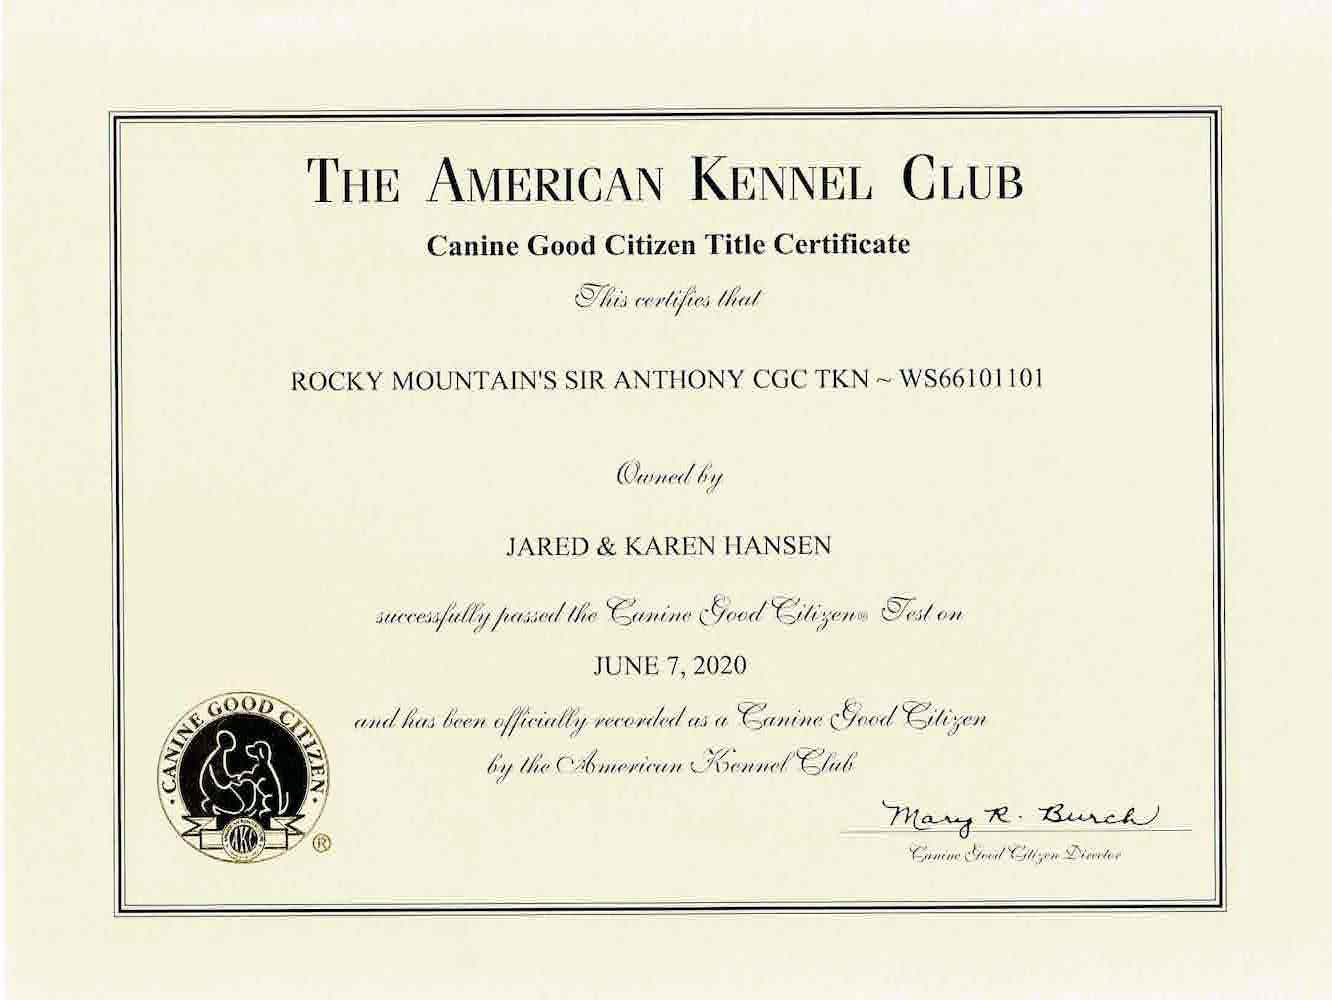 THE AMERICAN KENNEL CLUB
Canine Good Citizen Title Certificate
This certifies that
ROCKY MOUNTAIN'S SIR ANTHONY CGC TKN ~ WS66101101
Owned by
JARED & KAREN HANSEN
successfully passed the Canine Good Citizen® Test on
JUNE 7, 2020
and has been officially recorded as a Canine Good Citizen
by the American Kennel Club
· CANINE GOOD CITIZEN ·
AKC
®
Mary R. Burch
Canine Good Citizen Director